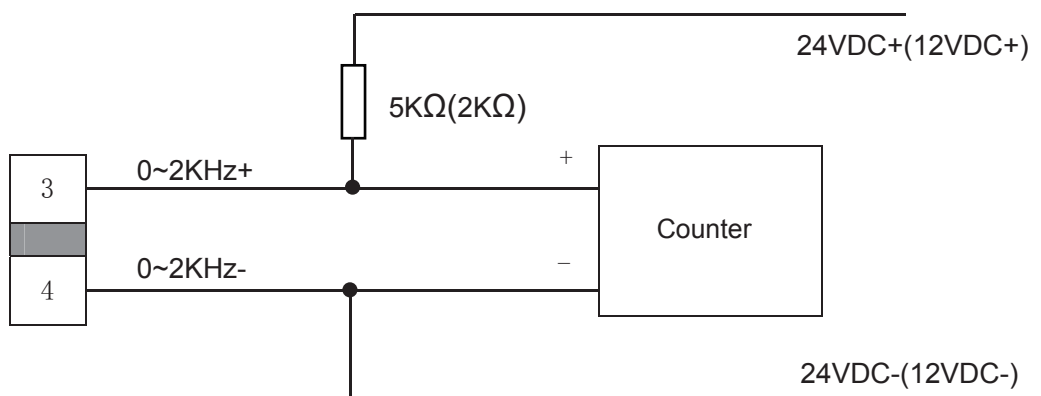 24VDC+(12VDC+)
5KΩ(2KΩ)
0~2KHz+
+
3
Counter
0~2KHz-
−
4
24VDC-(12VDC-)